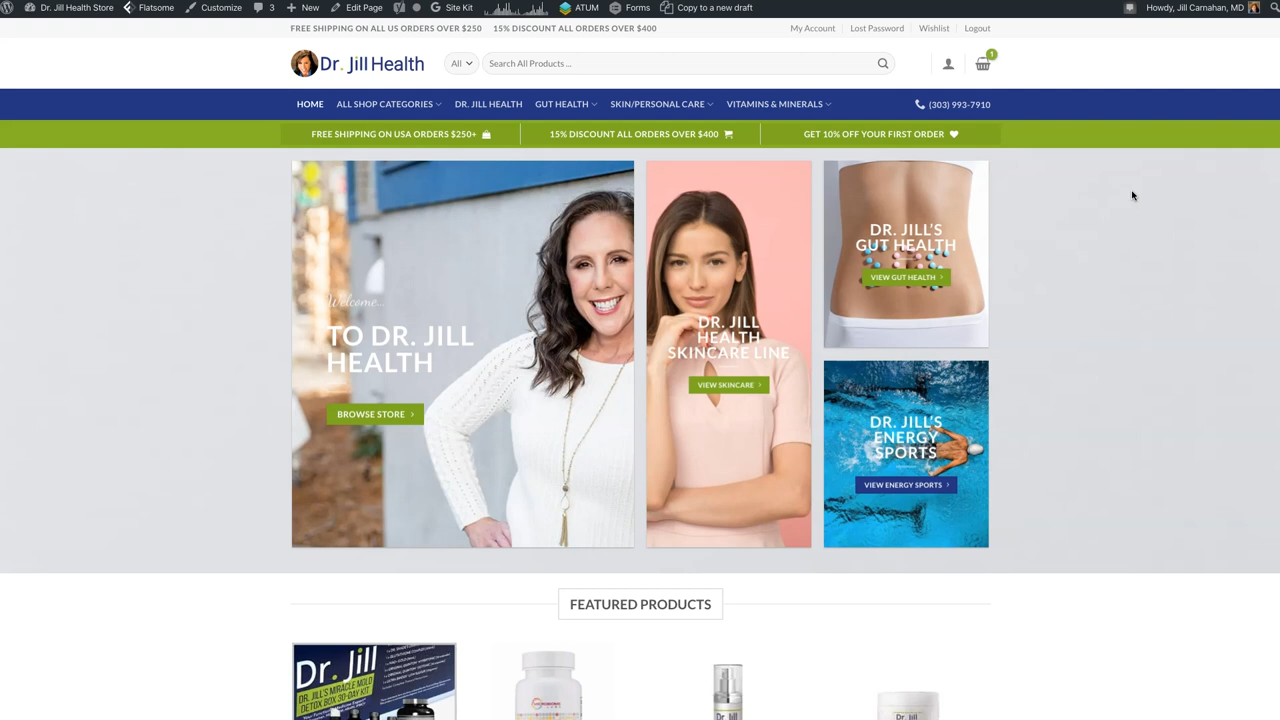 Dr. Jill Health Store Flatsome Customize 3 New Edit Page Site Kit ATUM Forms Copy to a new draft Howdy, Jill Carnahan, MD
FREE SHIPPING ON ALL US ORDERS OVER $250 15% DISCOUNT ALL ORDERS OVER $400 My Account Lost Password Wishlist Logout
Dr. Jill Health All Search All Products ... 1
HOME ALL SHOP CATEGORIES DR. JILL HEALTH GUT HEALTH SKIN/PERSONAL CARE VITAMINS & MINERALS (303) 993-7910
FREE SHIPPING ON USA ORDERS $250+ 15% DISCOUNT ALL ORDERS OVER $400 GET 10% OFF YOUR FIRST ORDER
Welcome...
TO DR. JILL
HEALTH
BROWSE STORE
DR. JILL
HEALTH
SKINCARE LINE
VIEW SKINCARE
DR. JILL'S
GUT HEALTH
VIEW GUT HEALTH
DR. JILL'S
ENERGY
SPORTS
VIEW ENERGY SPORTS
FEATURED PRODUCTS
Dr. Jill
DR. JILL'S MIRACLE MOLD
DETOX BOX 30-DAY KIT
Dr. Jill
Dr. Jill